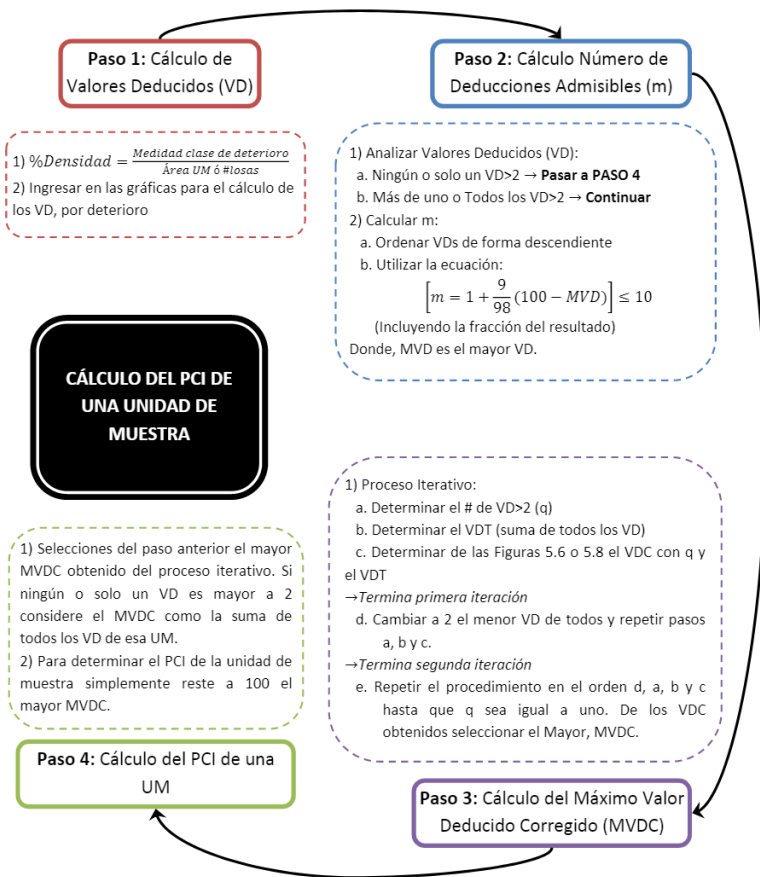 Paso 1: Cálculo de
Valores Deducidos (VD)
1) %Densidad = Medidad clase de deterioro / Área UM ó #losas
2) Ingresar en las gráficas para el cálculo de
los VD, por deterioro
Paso 2: Cálculo Número de
Deducciones Admisibles (m)
1) Analizar Valores Deducidos (VD):
a. Ningún o solo un VD>2 → Pasar a PASO 4
b. Más de uno o Todos los VD>2 → Continuar
2) Calcular m:
a. Ordenar VDs de forma descendiente
b. Utilizar la ecuación:
[m = 1 + 9/98 (100 − MVD)] ≤ 10
(Incluyendo la fracción del resultado)
Donde, MVD es el mayor VD.
CÁLCULO DEL PCI DE
UNA UNIDAD DE
MUESTRA
1) Proceso Iterativo:
a. Determinar el # de VD>2 (q)
b. Determinar el VDT (suma de todos los VD)
c. Determinar de las Figuras 5.6 o 5.8 el VDC con q y
el VDT
→Termina primera iteración
d. Cambiar a 2 el menor VD de todos y repetir pasos
a, b y c.
→Termina segunda iteración
e. Repetir el procedimiento en el orden d, a, b y c
hasta que q sea igual a uno. De los VDC
obtenidos seleccionar el Mayor, MVDC.
Paso 3: Cálculo del Máximo Valor
Deducido Corregido (MVDC)
1) Selecciones del paso anterior el mayor
MVDC obtenido del proceso iterativo. Si
ningún o solo un VD es mayor a 2
considere el MVDC como la suma de
todos los VD de esa UM.
2) Para determinar el PCI de la unidad de
muestra simplemente reste a 100 el
mayor MVDC.
Paso 4: Cálculo del PCI de una
UM